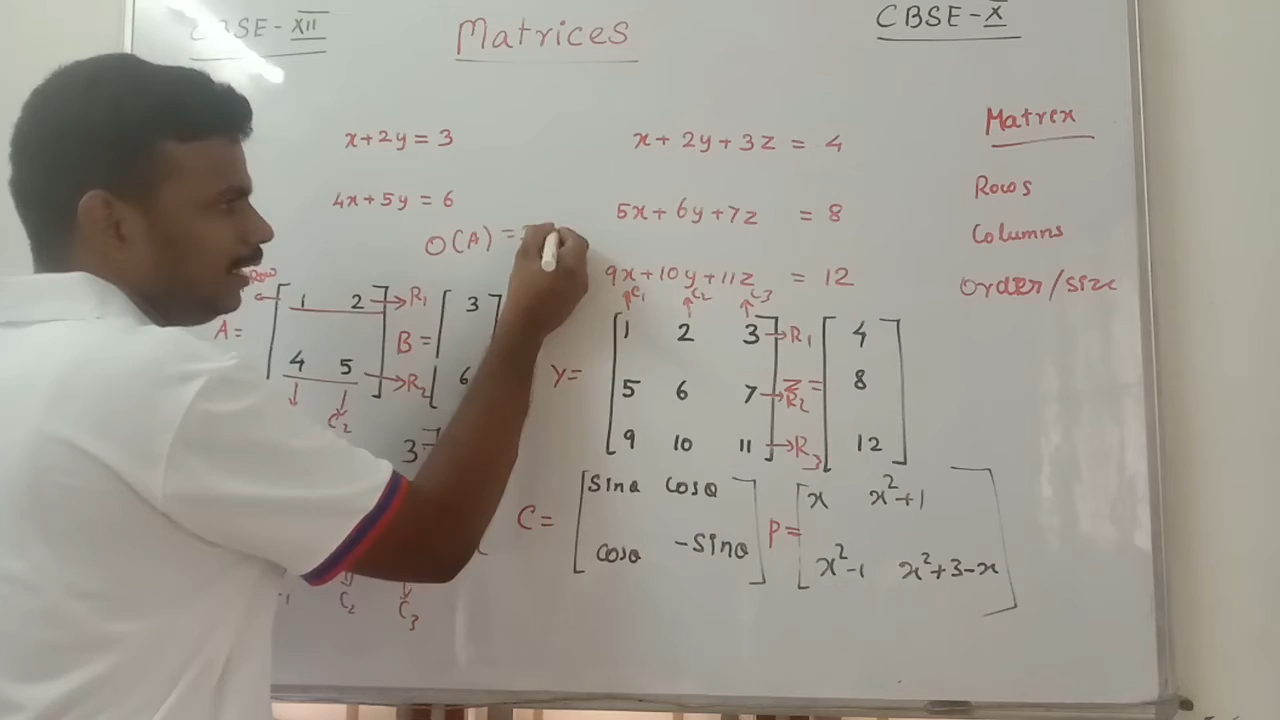 CBSE-XII
Matrices
CBSE-X
x+2y=3
4x+5y=6
O(A)=
x+2y+3z = 4
5x+6y+7z = 8
9x+10y+11z = 12
Matrex
Rows
Columns
Order/size
Row
A=
1 2 → R1
4 5 → R2
C2
B =
3
6
C1 C2 C3
Y=
1 2 3 → R1
5 6 7 → R2
9 10 11 → R3
Z=
4
8
12
3
C2
C3
C=
sinθ cosθ
cosθ -sinθ
P=
x x²+1
x²-1 x²+3-x